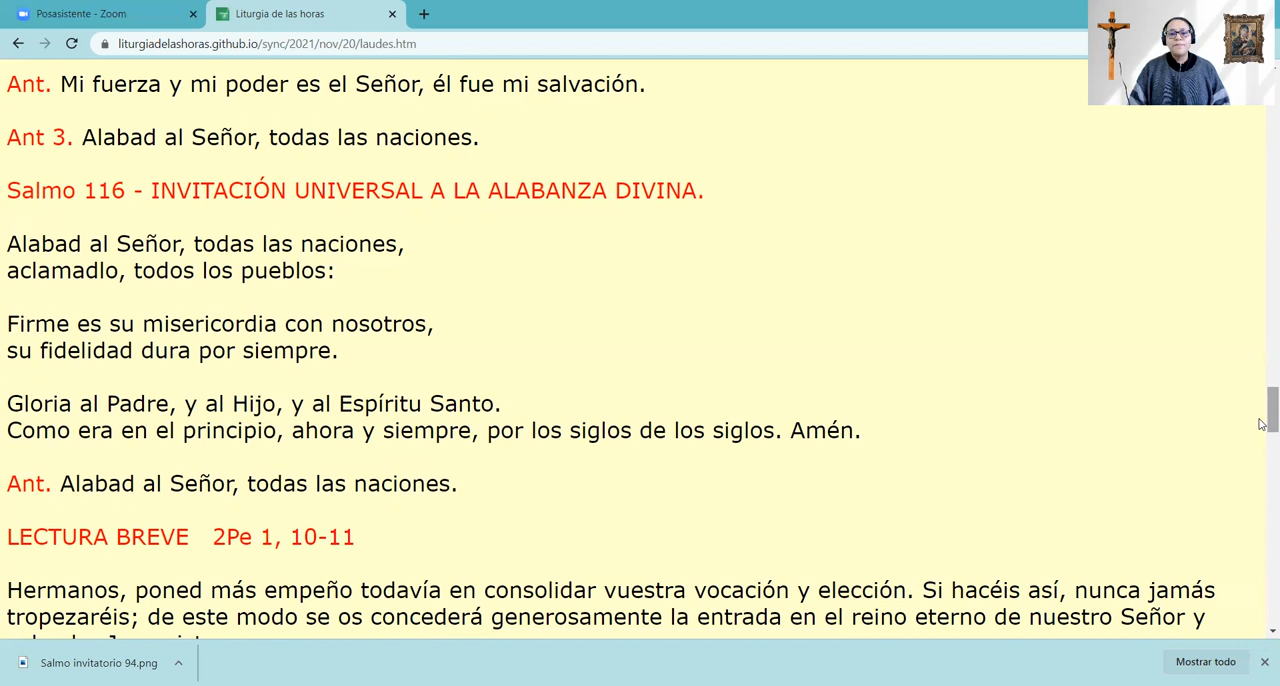 Posasistente - Zoom
Liturgia de las horas
liturgiadelashoras.github.io/sync/2021/nov/20/laudes.htm
Ant. Mi fuerza y mi poder es el Señor, él fue mi salvación.
Ant 3. Alabad al Señor, todas las naciones.
Salmo 116 - INVITACIÓN UNIVERSAL A LA ALABANZA DIVINA.
Alabad al Señor, todas las naciones,
aclamadlo, todos los pueblos:
Firme es su misericordia con nosotros,
su fidelidad dura por siempre.
Gloria al Padre, y al Hijo, y al Espíritu Santo.
Como era en el principio, ahora y siempre, por los siglos de los siglos. Amén.
Ant. Alabad al Señor, todas las naciones.
LECTURA BREVE 2Pe 1, 10-11
Hermanos, poned más empeño todavía en consolidar vuestra vocación y elección. Si hacéis así, nunca jamás
tropezaréis; de este modo se os concederá generosamente la entrada en el reino eterno de nuestro Señor y
Salmo invitatorio 94.png
Mostrar todo